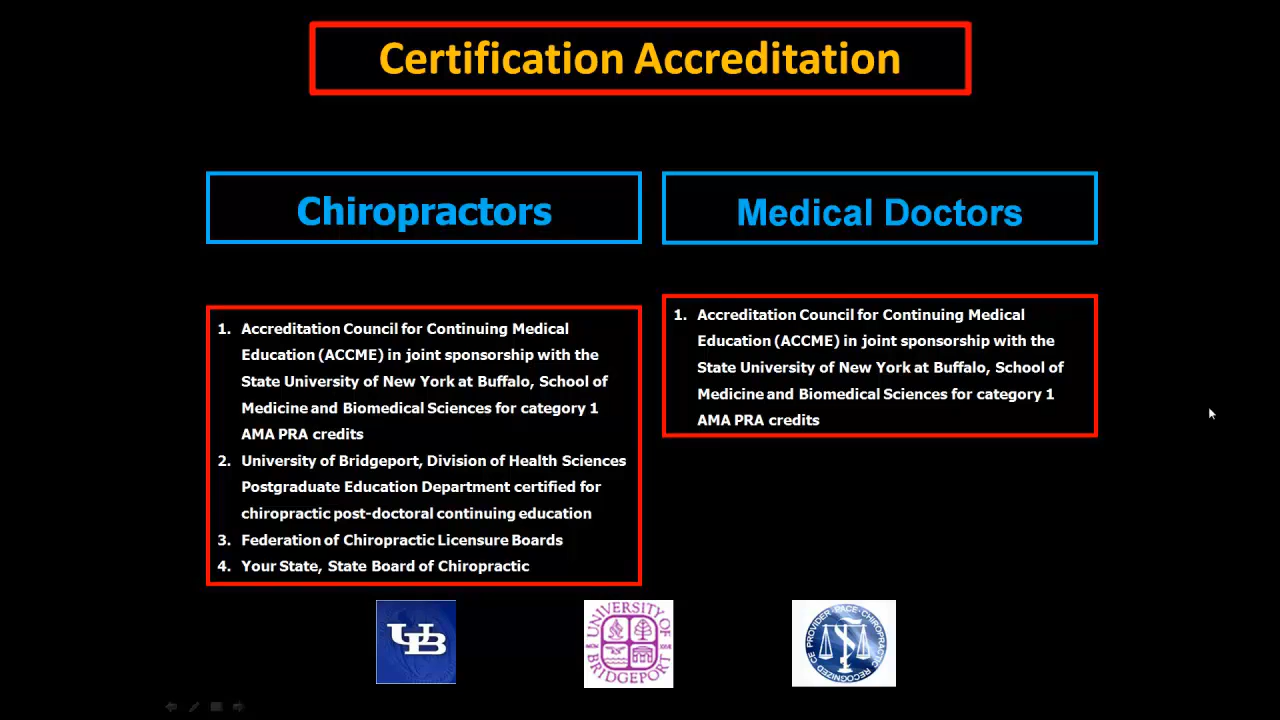 Certification Accreditation
Chiropractors
Medical Doctors
1. Accreditation Council for Continuing Medical
Education (ACCME) in joint sponsorship with the
State University of New York at Buffalo, School of
Medicine and Biomedical Sciences for category 1
AMA PRA credits
2. University of Bridgeport, Division of Health Sciences
Postgraduate Education Department certified for
chiropractic post-doctoral continuing education
3. Federation of Chiropractic Licensure Boards
4. Your State, State Board of Chiropractic
1. Accreditation Council for Continuing Medical
Education (ACCME) in joint sponsorship with the
State University of New York at Buffalo, School of
Medicine and Biomedical Sciences for category 1
AMA PRA credits
UB
UNIVERSITY OF
BRIDGEPORT
PROVIDER · PACE · CHIROPRACTIC
RECOGNIZED CE